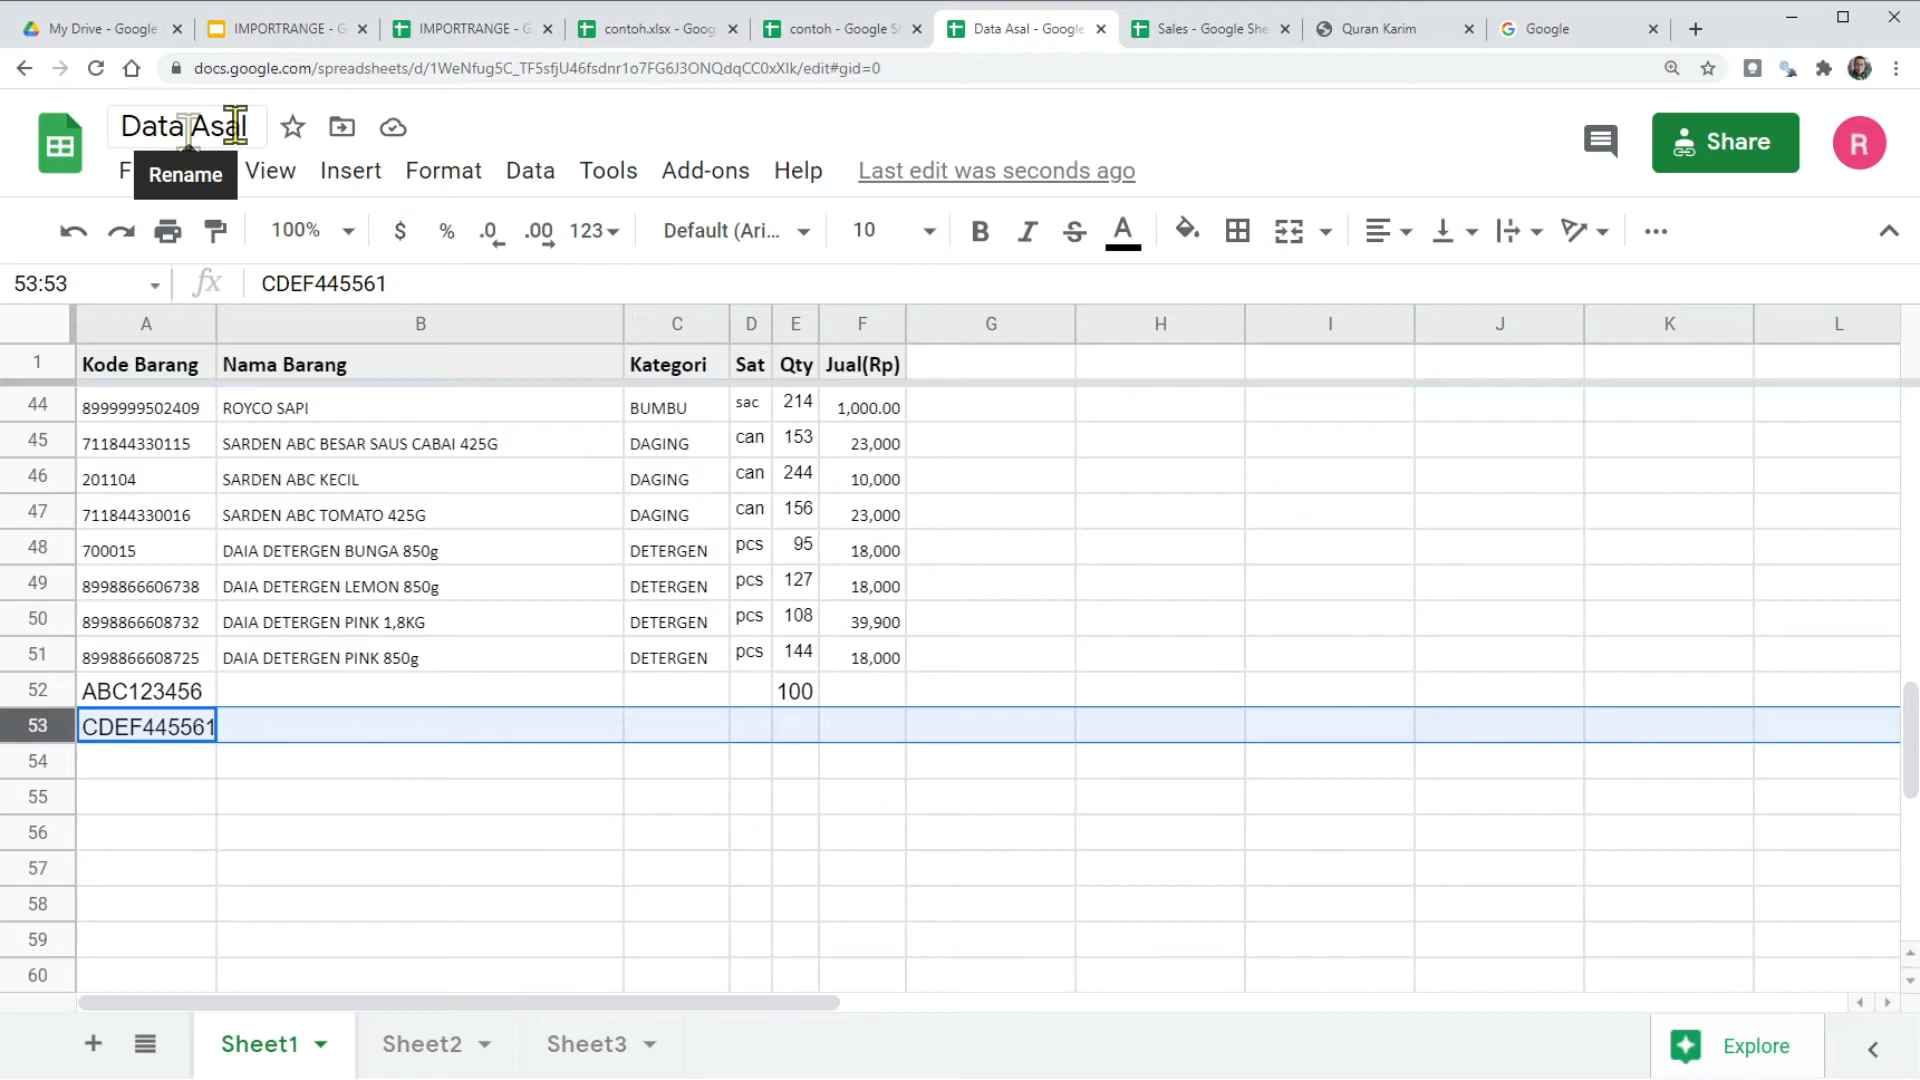 My Drive - Google
IMPORTRANGE - G
IMPORTRANGE - G
contoh.xlsx - Goog
contoh - Google S
Data Asal - Google
Sales - Google She
Quran Karim
Google
docs.google.com/spreadsheets/d/1WeNfug5C_TF5sfjU46fsdnr1o7FG6J3ONQdqCC0xXIk/edit#gid=0
Data Asal
Share
R
F
Rename
View
Insert
Format
Data
Tools
Add-ons
Help
Last edit was seconds ago
100%
$
%
.0
.00
123
Default (Ari...
10
B
I
S
A
53:53
fx
CDEF445561
A B C D E F G H I J K L
1 Kode Barang Nama Barang Kategori Sat Qty Jual(Rp)
44 8999999502409 ROYCO SAPI BUMBU sac 214 1,000.00
45 711844330115 SARDEN ABC BESAR SAUS CABAI 425G DAGING can 153 23,000
46 201104 SARDEN ABC KECIL DAGING can 244 10,000
47 711844330016 SARDEN ABC TOMATO 425G DAGING can 156 23,000
48 700015 DAIA DETERGEN BUNGA 850g DETERGEN pcs 95 18,000
49 8998866606738 DAIA DETERGEN LEMON 850g DETERGEN pcs 127 18,000
50 8998866608732 DAIA DETERGEN PINK 1,8KG DETERGEN pcs 108 39,900
51 8998866608725 DAIA DETERGEN PINK 850g DETERGEN pcs 144 18,000
52 ABC123456 100
53 CDEF445561
54
55
56
57
58
59
60
Sheet1
Sheet2
Sheet3
Explore